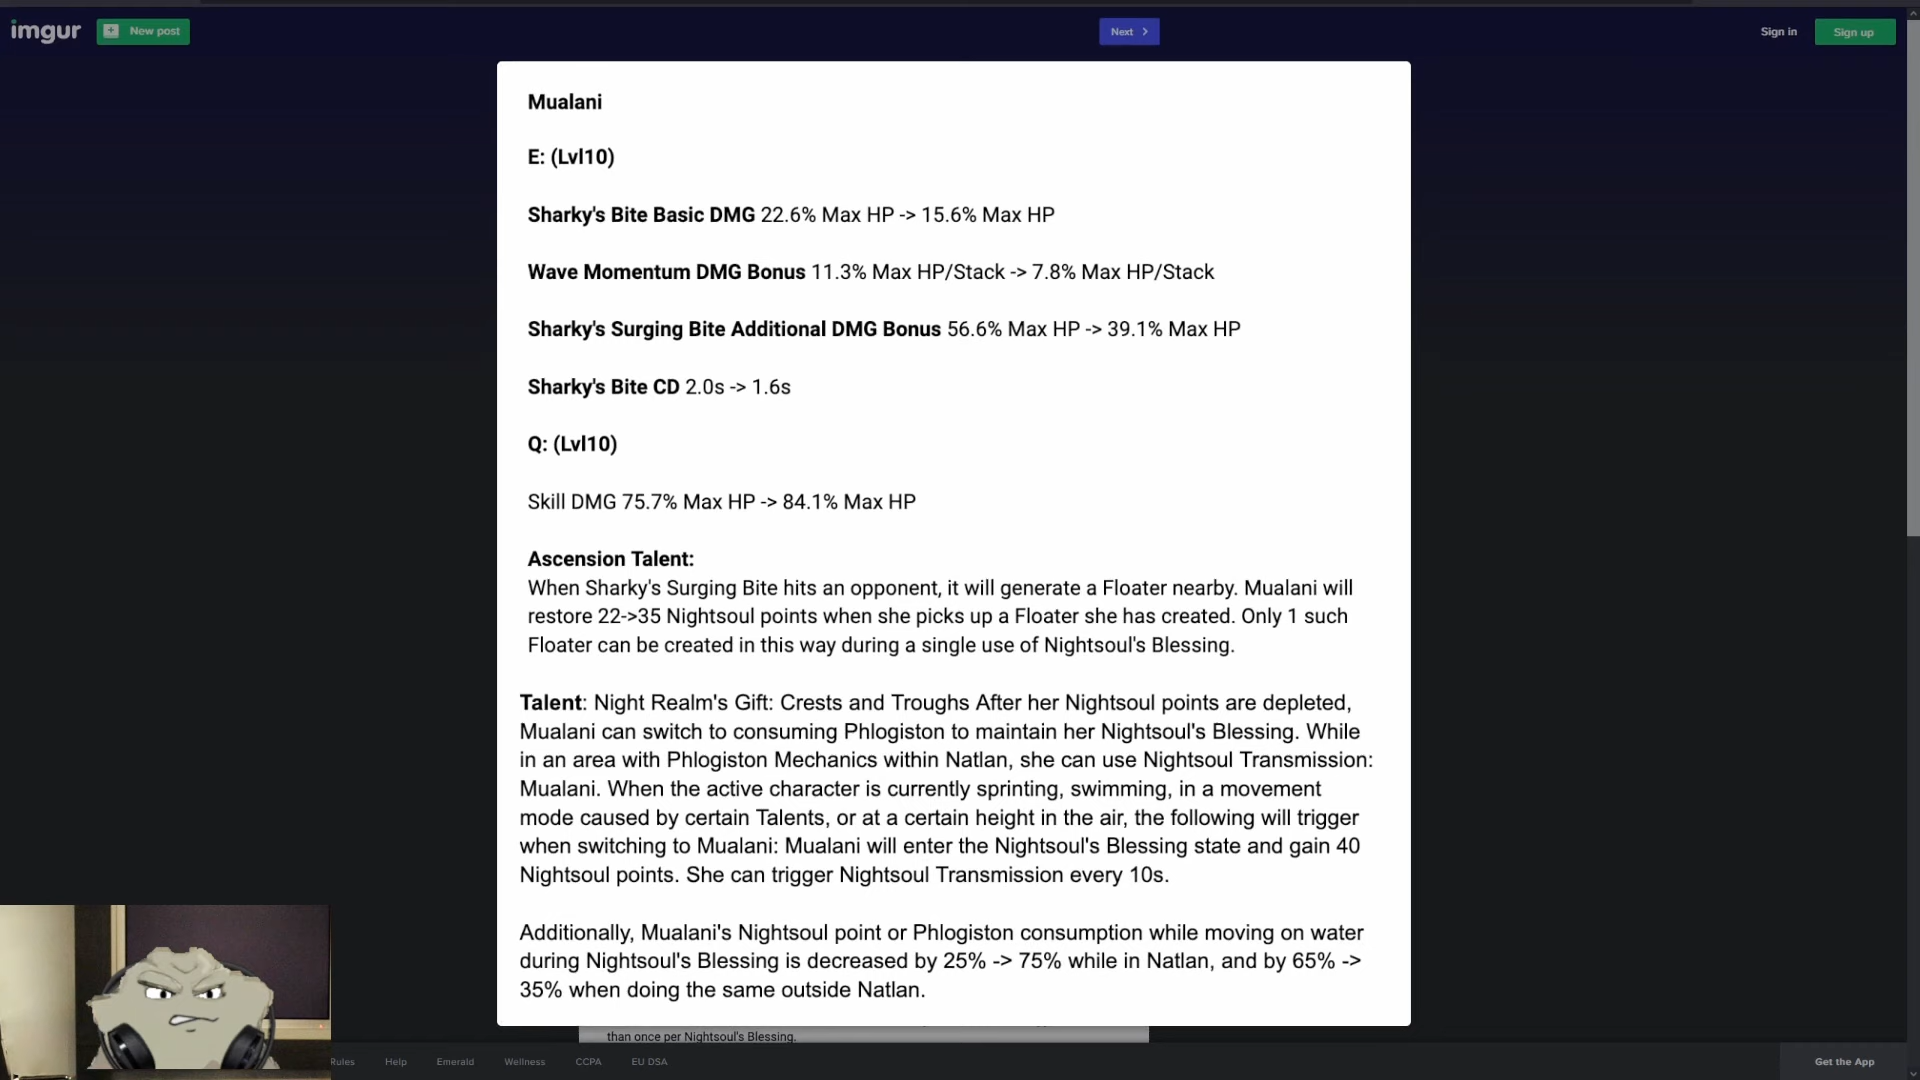 imgur
New post
Next
Sign in
Sign up
Mualani
E: (Lvl10)
Sharky's Bite Basic DMG 22.6% Max HP -> 15.6% Max HP
Wave Momentum DMG Bonus 11.3% Max HP/Stack -> 7.8% Max HP/Stack
Sharky's Surging Bite Additional DMG Bonus 56.6% Max HP -> 39.1% Max HP
Sharky's Bite CD 2.0s -> 1.6s
Q: (Lvl10)
Skill DMG 75.7% Max HP -> 84.1% Max HP
Ascension Talent:
When Sharky's Surging Bite hits an opponent, it will generate a Floater nearby. Mualani will
restore 22->35 Nightsoul points when she picks up a Floater she has created. Only 1 such
Floater can be created in this way during a single use of Nightsoul's Blessing.
Talent: Night Realm's Gift: Crests and Troughs After her Nightsoul points are depleted,
Mualani can switch to consuming Phlogiston to maintain her Nightsoul's Blessing. While
in an area with Phlogiston Mechanics within Natlan, she can use Nightsoul Transmission:
Mualani. When the active character is currently sprinting, swimming, in a movement
mode caused by certain Talents, or at a certain height in the air, the following will trigger
when switching to Mualani: Mualani will enter the Nightsoul's Blessing state and gain 40
Nightsoul points. She can trigger Nightsoul Transmission every 10s.
Additionally, Mualani's Nightsoul point or Phlogiston consumption while moving on water
during Nightsoul's Blessing is decreased by 25% -> 75% while in Natlan, and by 65% ->
35% when doing the same outside Natlan.
than once per Nightsoul's Blessing.
Rules
Help
Emerald
Wellness
CCPA
EU DSA
Get the App